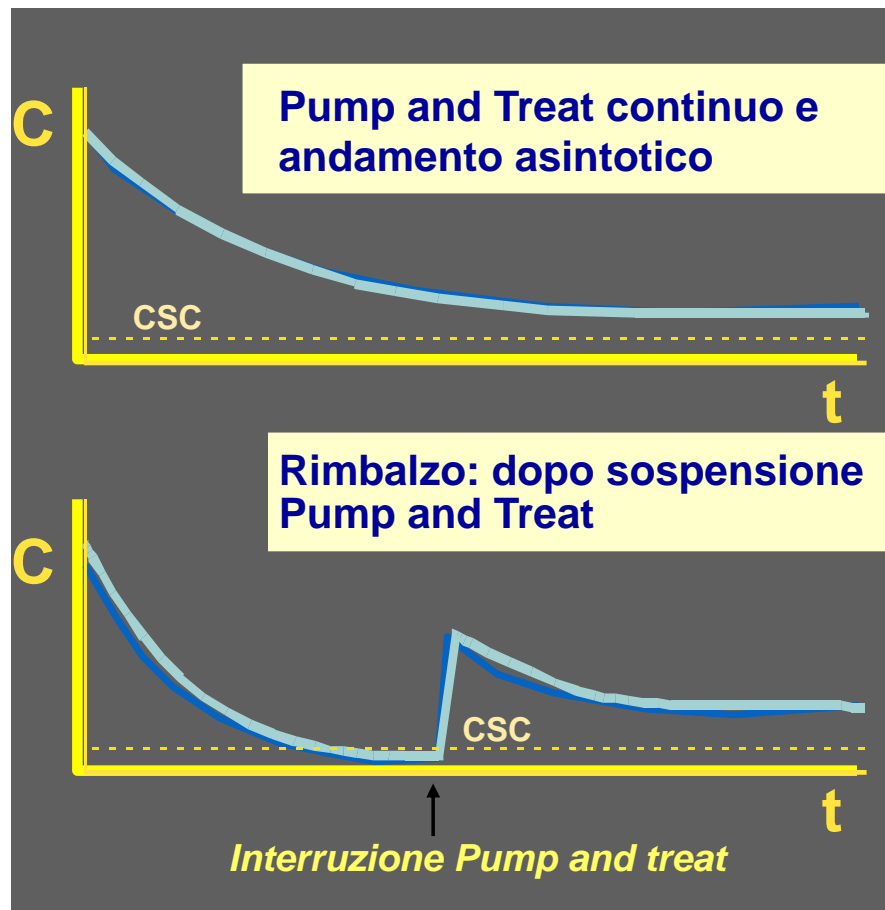 C
Pump and Treat continuo e
andamento asintotico
CSC
t
Rimbalzo: dopo sospensione
Pump and Treat
C
CSC
t
Interruzione Pump and treat